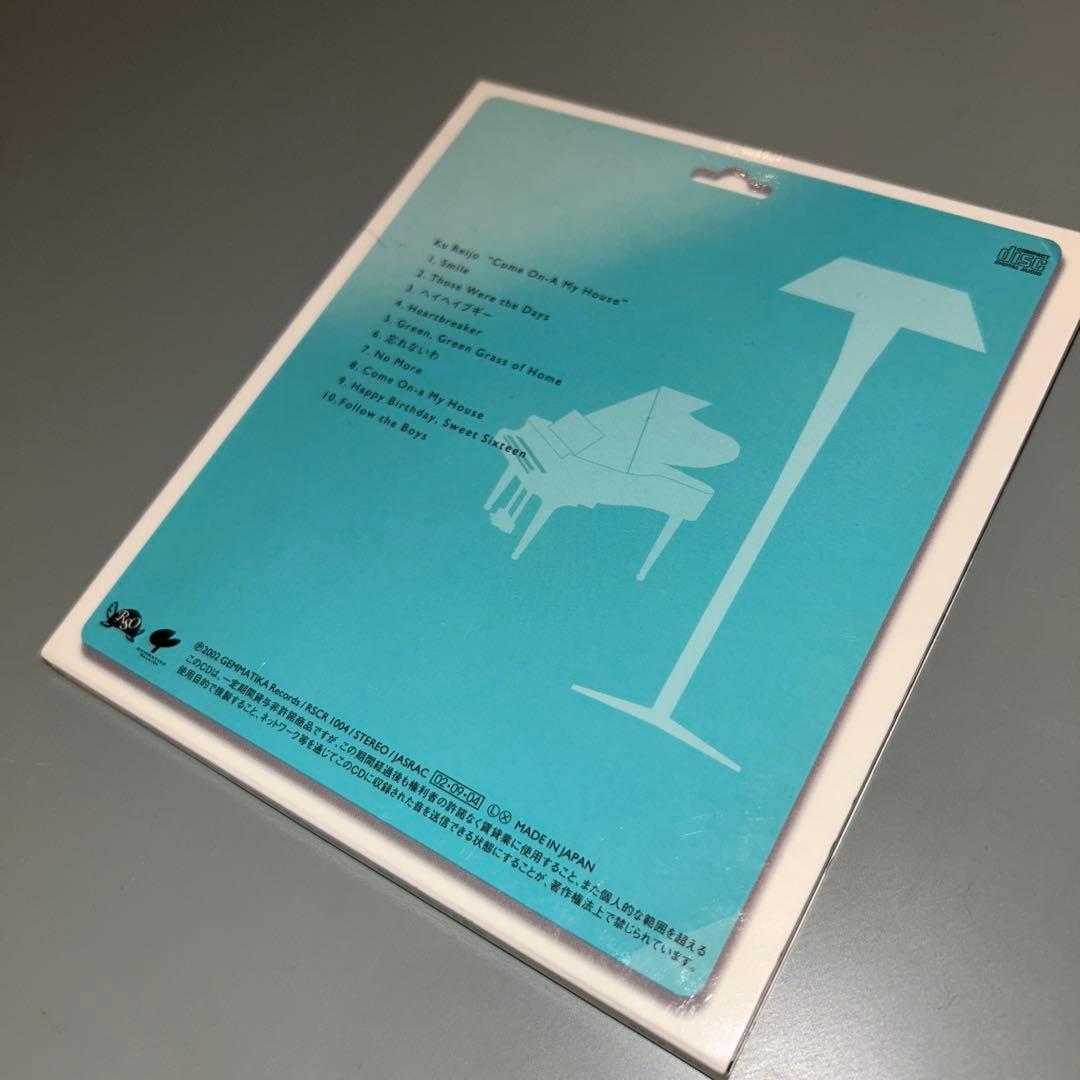 Ku Reijo "Come On-A My House"
1. Smile
2. Those Were the Days
3. ヘイヘイブギー
4. Heartbreaker
5. Green, Green Grass of Home
6. 忘れないわ
7. No More
8. Come On-a My House
9. Happy Birthday, Sweet Sixteen
10. Follow the Boys
COMPACT
disc
DIGITAL AUDIO
RgO
GEMMATIKA
Records
Ⓟ2002 GEMMATIKA Records / RSCR 1004 / STEREO / JASRAC 02・09・04 Ⓛ Ⓧ MADE IN JAPAN
このCDは、一定期間貸与非許諾商品ですが、この期間経過後も権利者の許諾なく賃貸業に使用すること、また個人的な範囲を超える
使用目的で複製すること、ネットワーク等を通じてこのCDに収録された音を送信できる状態にすることが、著作権法上で禁じられています。